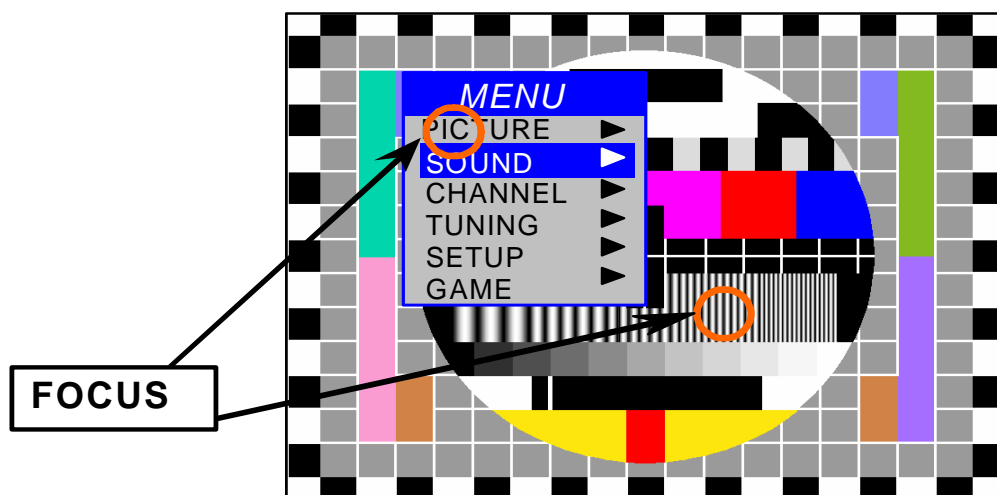 MENU
PICTURE
SOUND
CHANNEL
TUNING
SETUP
GAME
FOCUS